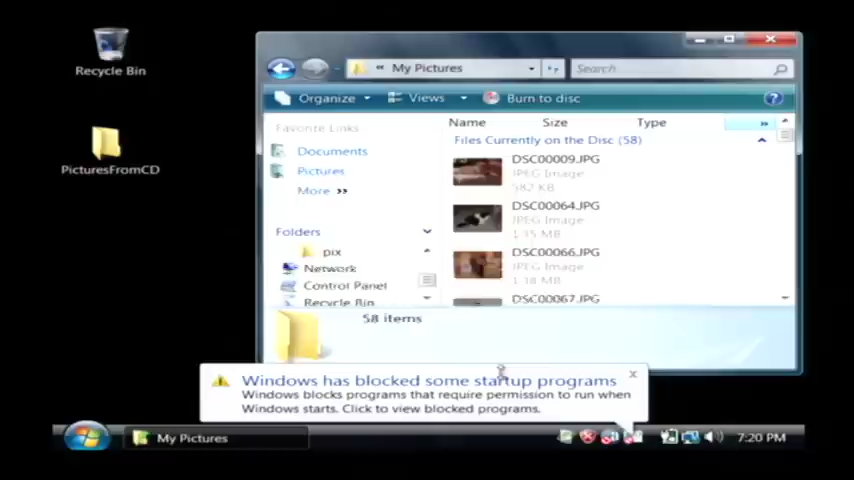 Recycle Bin
PicturesFromCD
« My Pictures
Search
Organize
Views
Burn to disc
Favorite Links
Documents
Pictures
More »
Folders
pix
Network
Control Panel
Recycle Bin
Name Size Type »
Files Currently on the Disc (58)
DSC00009.JPG
JPEG Image
582 KB
DSC00064.JPG
JPEG Image
1.15 MB
DSC00066.JPG
JPEG Image
1.18 MB
DSC00067.JPG
58 items
Windows has blocked some startup programs
Windows blocks programs that require permission to run when
Windows starts. Click to view blocked programs.
My Pictures
7:20 PM